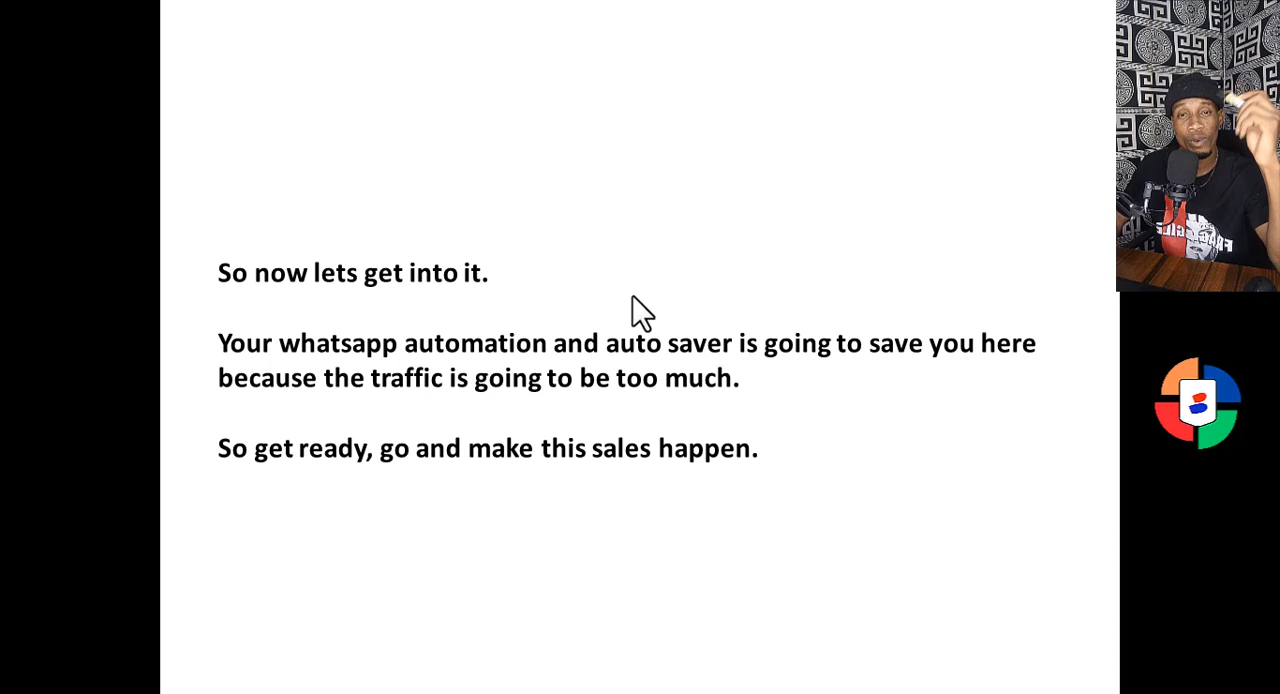 So now lets get into it.
Your whatsapp automation and auto saver is going to save you here
because the traffic is going to be too much.
So get ready, go and make this sales happen.